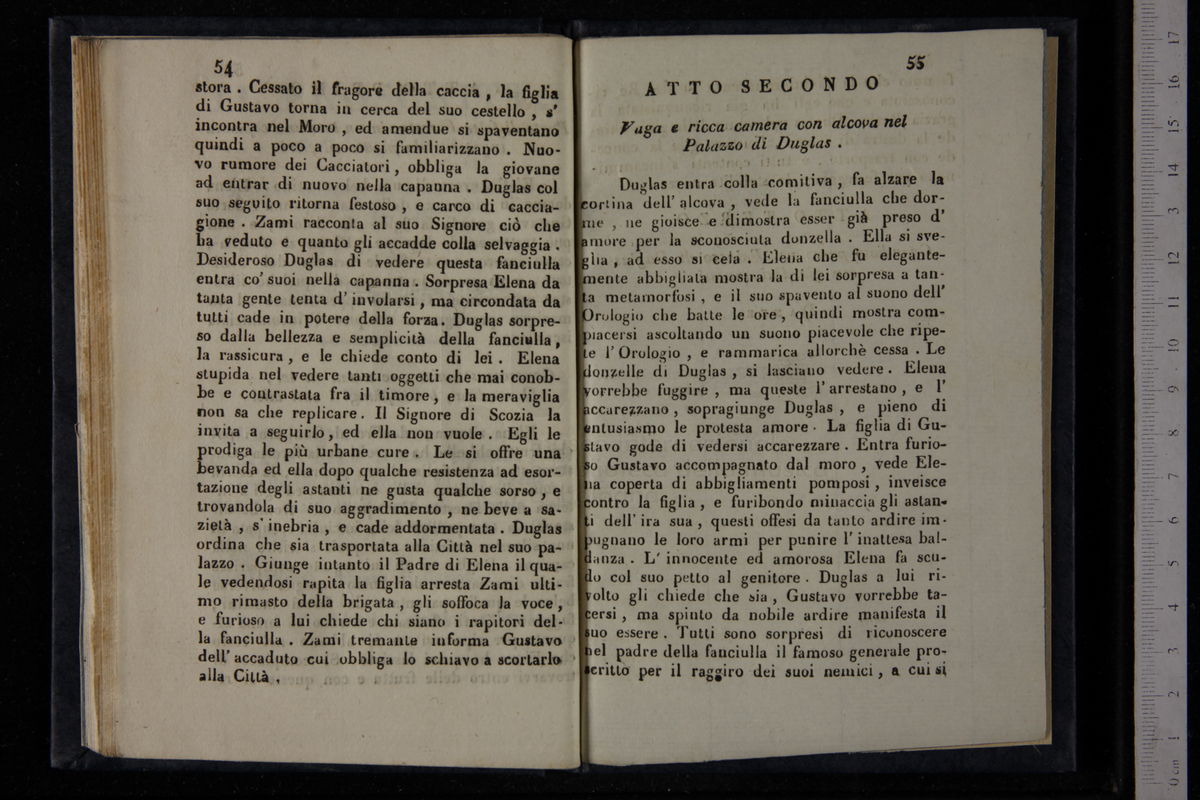 54
stora . Cessato il fragore della caccia , la figlia
di Gustavo torna in cerca del suo cestello , s'
incontra nel Moro , ed amendue si spaventano
quindi a poco a poco si familiarizzano . Nuo-
vo rumore dei Cacciatori , obbliga la giovane
ad entrar di nuovo nella capanna . Duglas col
suo seguito ritorna festoso , e carco di caccia-
gione . Zami racconta al suo Signore ciò che
ha veduto e quanto gli accadde colla selvaggia .
Desideroso Duglas di vedere questa fanciulla
entra co' suoi nella capanna . Sorpresa Elena da
tanta gente tenta d' involarsi , ma circondata da
tutti cade in potere della forza . Duglas sorpre-
so dalla bellezza e semplicità della fanciulla ,
la rassicura , e le chiede conto di lei . Elena
stupida nel vedere tanti oggetti che mai conob-
be e contrastata fra il timore , e la meraviglia
non sa che replicare . Il Signore di Scozia la
invita a seguirlo , ed ella non vuole . Egli le
prodiga le più urbane cure . Le si offre una
bevanda ed ella dopo qualche resistenza ad esor-
tazione degli astanti ne gusta qualche sorso , e
trovandola di suo aggradimento , ne beve a sa-
zietà , s' inebria , e cade addormentata . Duglas
ordina che sia trasportata alla Città nel suo pa-
lazzo . Giunge intanto il Padre di Elena il qua-
le vedendosi rapita la figlia arresta Zami ulti-
mo rimasto della brigata , gli soffoca la voce ,
e furioso a lui chiede chi siano i rapitori del-
la fanciulla . Zami tremante informa Gustavo
dell' accaduto cui obbliga lo schiavo a scortarlo
alla Città ,
55
ATTO SECONDO
Vaga e ricca camera con alcova nel
Palazzo di Duglas .
Duglas entra colla comitiva , fa alzare la
cortina dell' alcova , vede la fanciulla che dor-
me , ne gioisce e dimostra esser già preso d'
amore per la sconosciuta donzella . Ella si sve-
glia , ad esso si cela . Elena che fu elegante-
mente abbigliata mostra la di lei sorpresa a tan-
ta metamorfosi , e il suo spavento al suono dell'
Orologio che batte le ore , quindi mostra com-
piacersi ascoltando un suono piacevole che ripe-
te l' Orologio , e rammarica allorchè cessa . Le
donzelle di Duglas , si lasciano vedere . Elena
vorrebbe fuggire , ma queste l' arrestano , e l'
accarezzano , sopragiunge Duglas , e pieno di
entusiasmo le protesta amore . La figlia di Gu-
stavo gode di vedersi accarezzare . Entra furio-
so Gustavo accompagnato dal moro , vede Ele-
na coperta di abbigliamenti pomposi , inveisce
contro la figlia , e furibondo minaccia gli astan-
ti dell' ira sua , questi offesi da tanto ardire im-
pugnano le loro armi per punire l' inattesa bal-
danza . L' innocente ed amorosa Elena fa scu-
do col suo petto al genitore . Duglas a lui ri-
volto gli chiede che sia , Gustavo vorrebbe ta-
cersi , ma spinto da nobile ardire manifesta il
suo essere . Tutti sono sorpresi di riconoscere
nel padre della fanciulla il famoso generale pro-
scritto per il raggiro dei suoi nemici , a cui si
0 cm 1 2 3 4 5 6 7 8 9 10 11 12 13 14 15 16 17